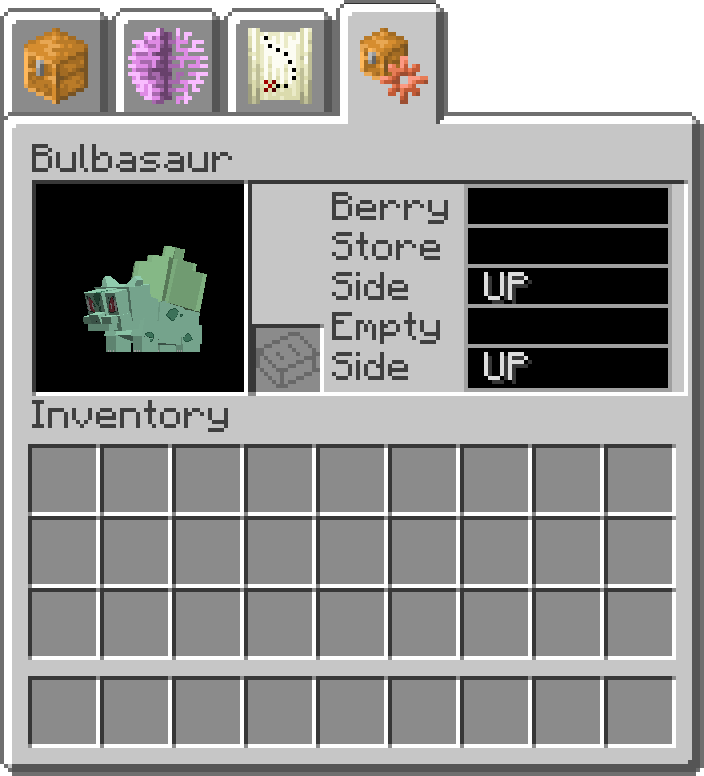 Bulbasaur
Berry
Store
Side UP
Empty
Side UP
Inventory